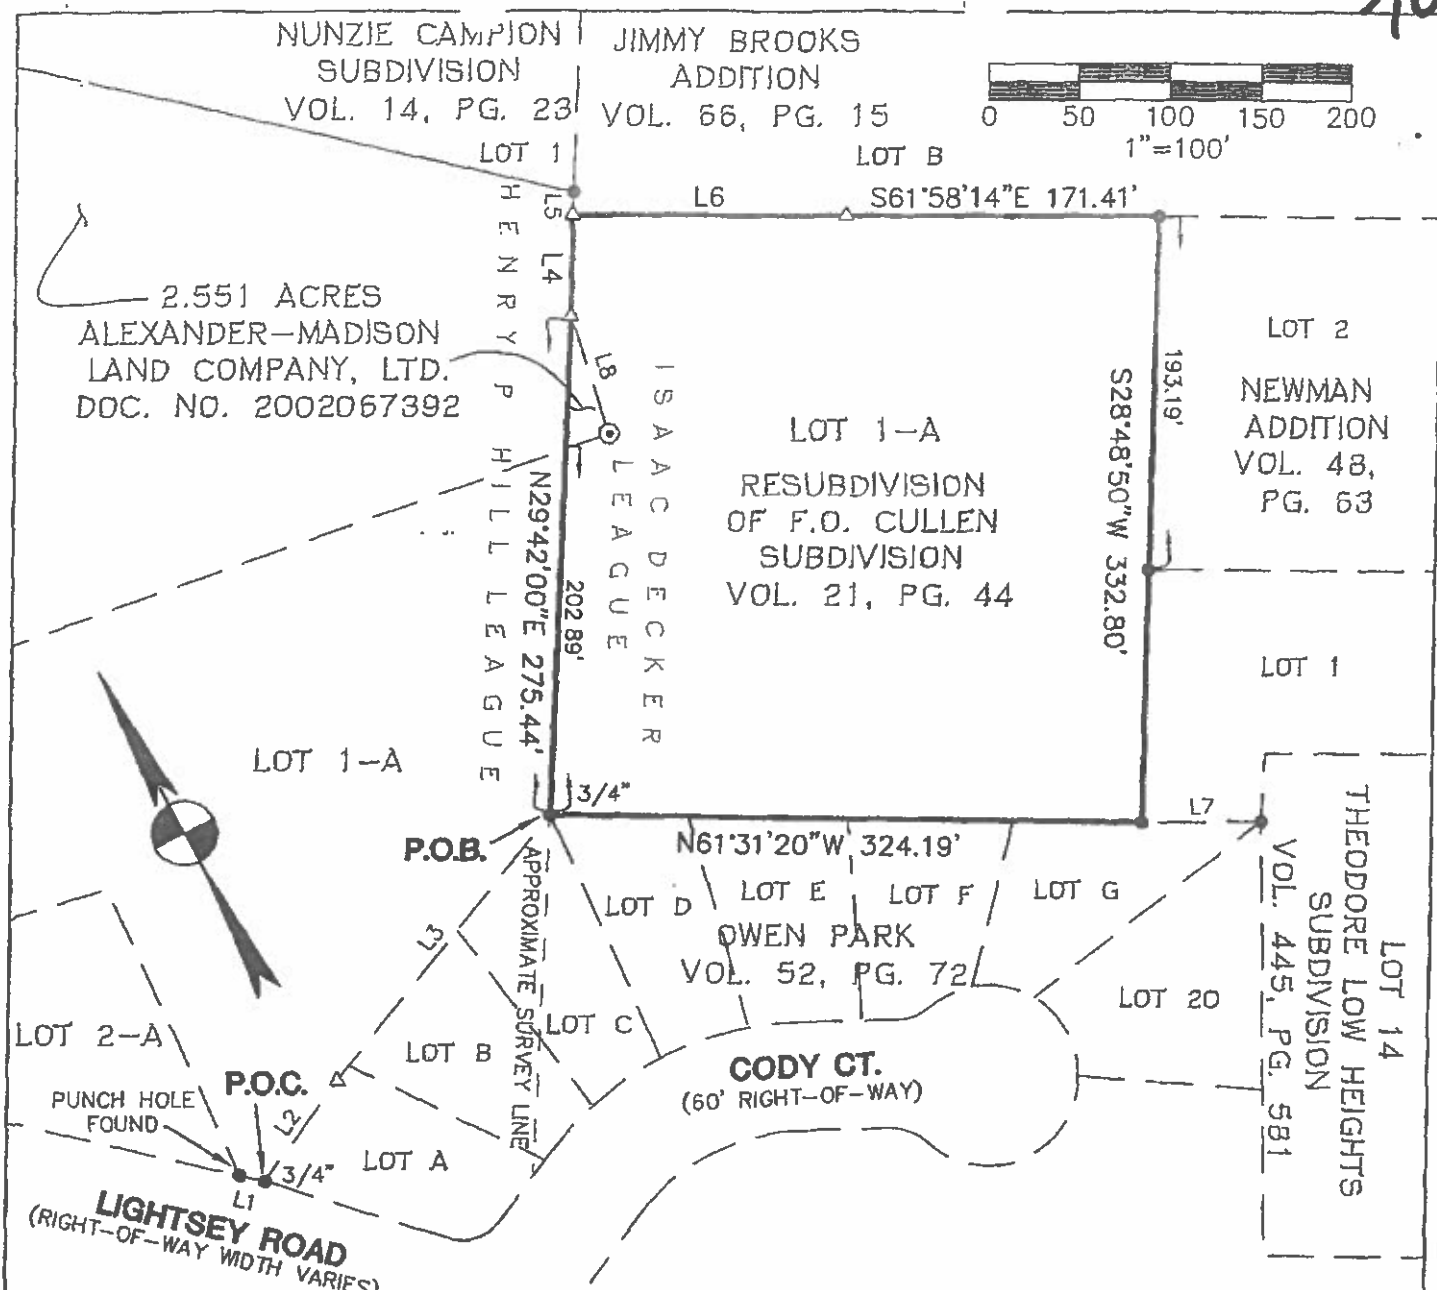 NUNZIE CAMPION
SUBDIVISION
VOL. 14, PG. 23
JIMMY BROOKS
ADDITION
VOL. 66, PG. 15
0 50 100 150 200
1"=100'
LOT 1
LOT B
L5
L6
S61°58'14"E 171.41'
L4
HENRY P HILL LEAGUE
2.551 ACRES
ALEXANDER-MADISON
LAND COMPANY, LTD.
DOC. NO. 2002067392
L8
ISAAC DECKER
LEAGUE
LOT 1-A
RESUBDIVISION
OF F.O. CULLEN
SUBDIVISION
VOL. 21, PG. 44
193.19'
S28°48'50"W 332.80'
LOT 2
NEWMAN
ADDITION
VOL. 48,
PG. 63
LOT 1
N29°42'00"E 275.44'
202.89'
LOT 1-A
3/4"
P.O.B.
N61°31'20"W 324.19'
L7
APPROXIMATE SURVEY LINE
LOT D
LOT E
LOT F
LOT G
OWEN PARK
VOL. 52, PG. 72
L3
LOT 14
THEODORE LOW HEIGHTS
SUBDIVISION
VOL. 445, PG 581
LOT 20
LOT C
LOT B
LOT 2-A
CODY CT.
(60' RIGHT-OF-WAY)
P.O.C.
PUNCH HOLE
FOUND
L2
LOT A
3/4"
L1
LIGHTSEY ROAD
(RIGHT-OF-WAY WIDTH VARIES)